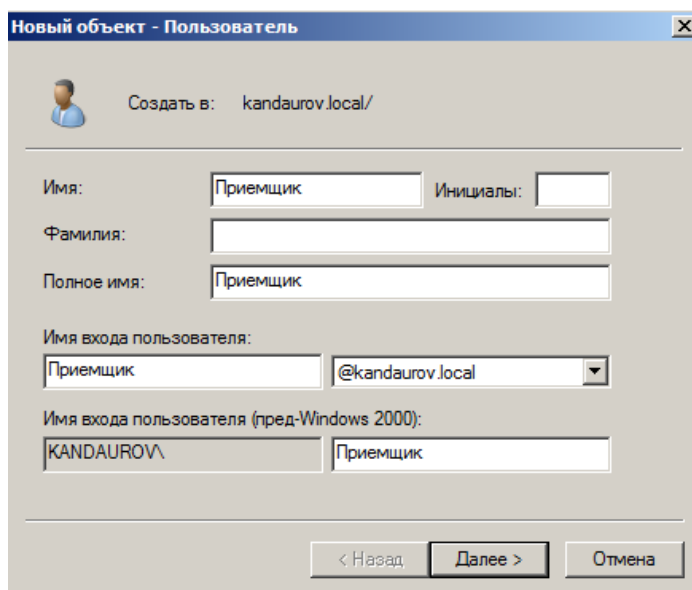 Новый объект - Пользователь
Создать в: kandaurov.local/
Имя: Приемщик Инициалы:
Фамилия:
Полное имя: Приемщик
Имя входа пользователя:
Приемщик @kandaurov.local
Имя входа пользователя (пред-Windows 2000):
KANDAUROV\ Приемщик
< Назад Далее > Отмена